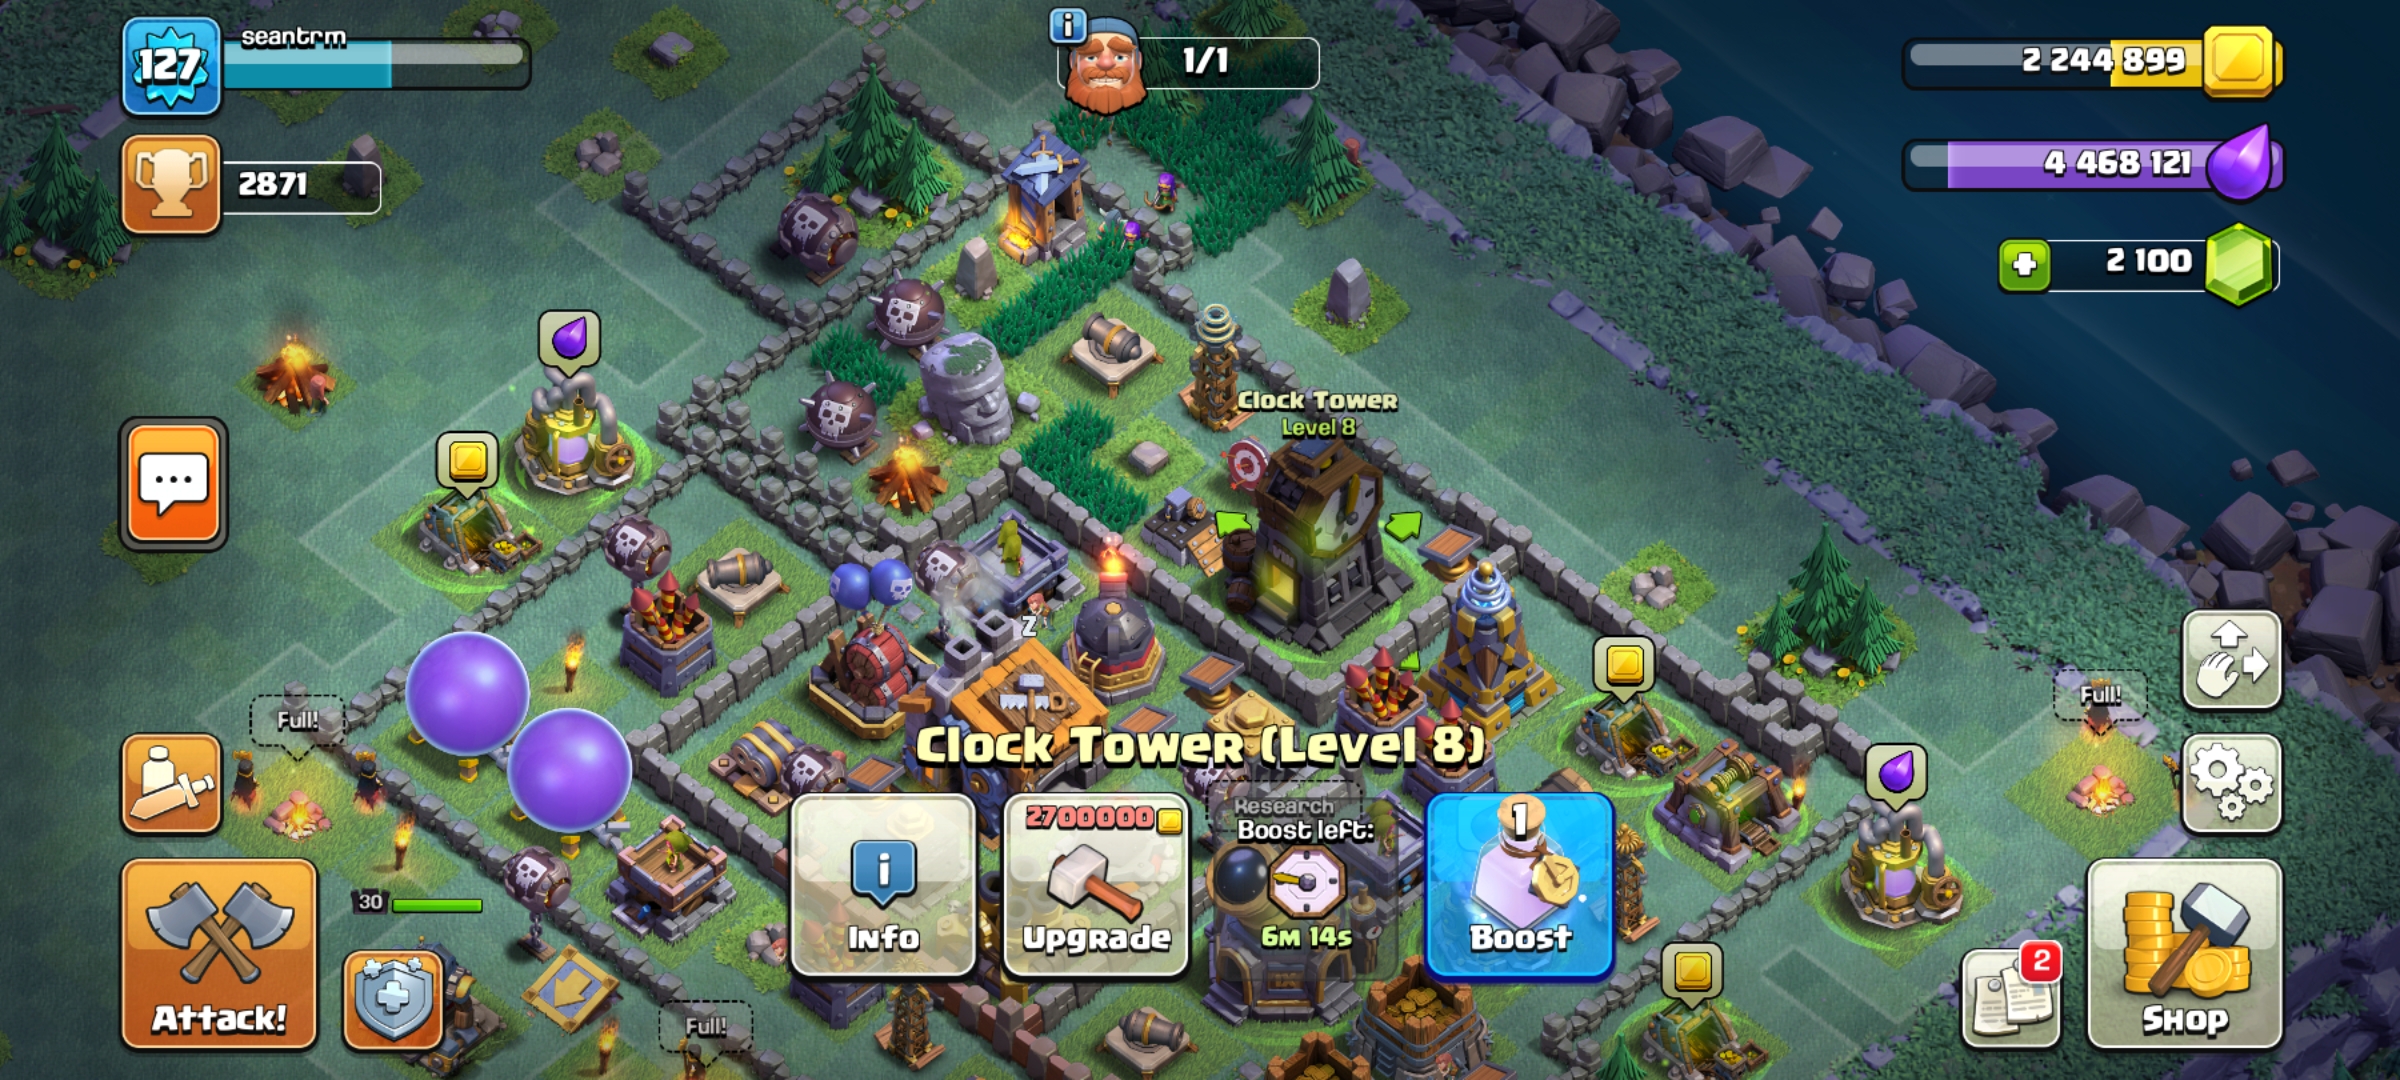 127
seantrm
1/1
2 244 899
2871
4 468 121
2 100
Clock Tower
Level 8
z
Full!
Full!
Clock Tower (Level 8)
2700000
Research
Boost left:
1
30
Info
Upgrade
6M 14s
Boost
2
Attack!
Full!
Shop